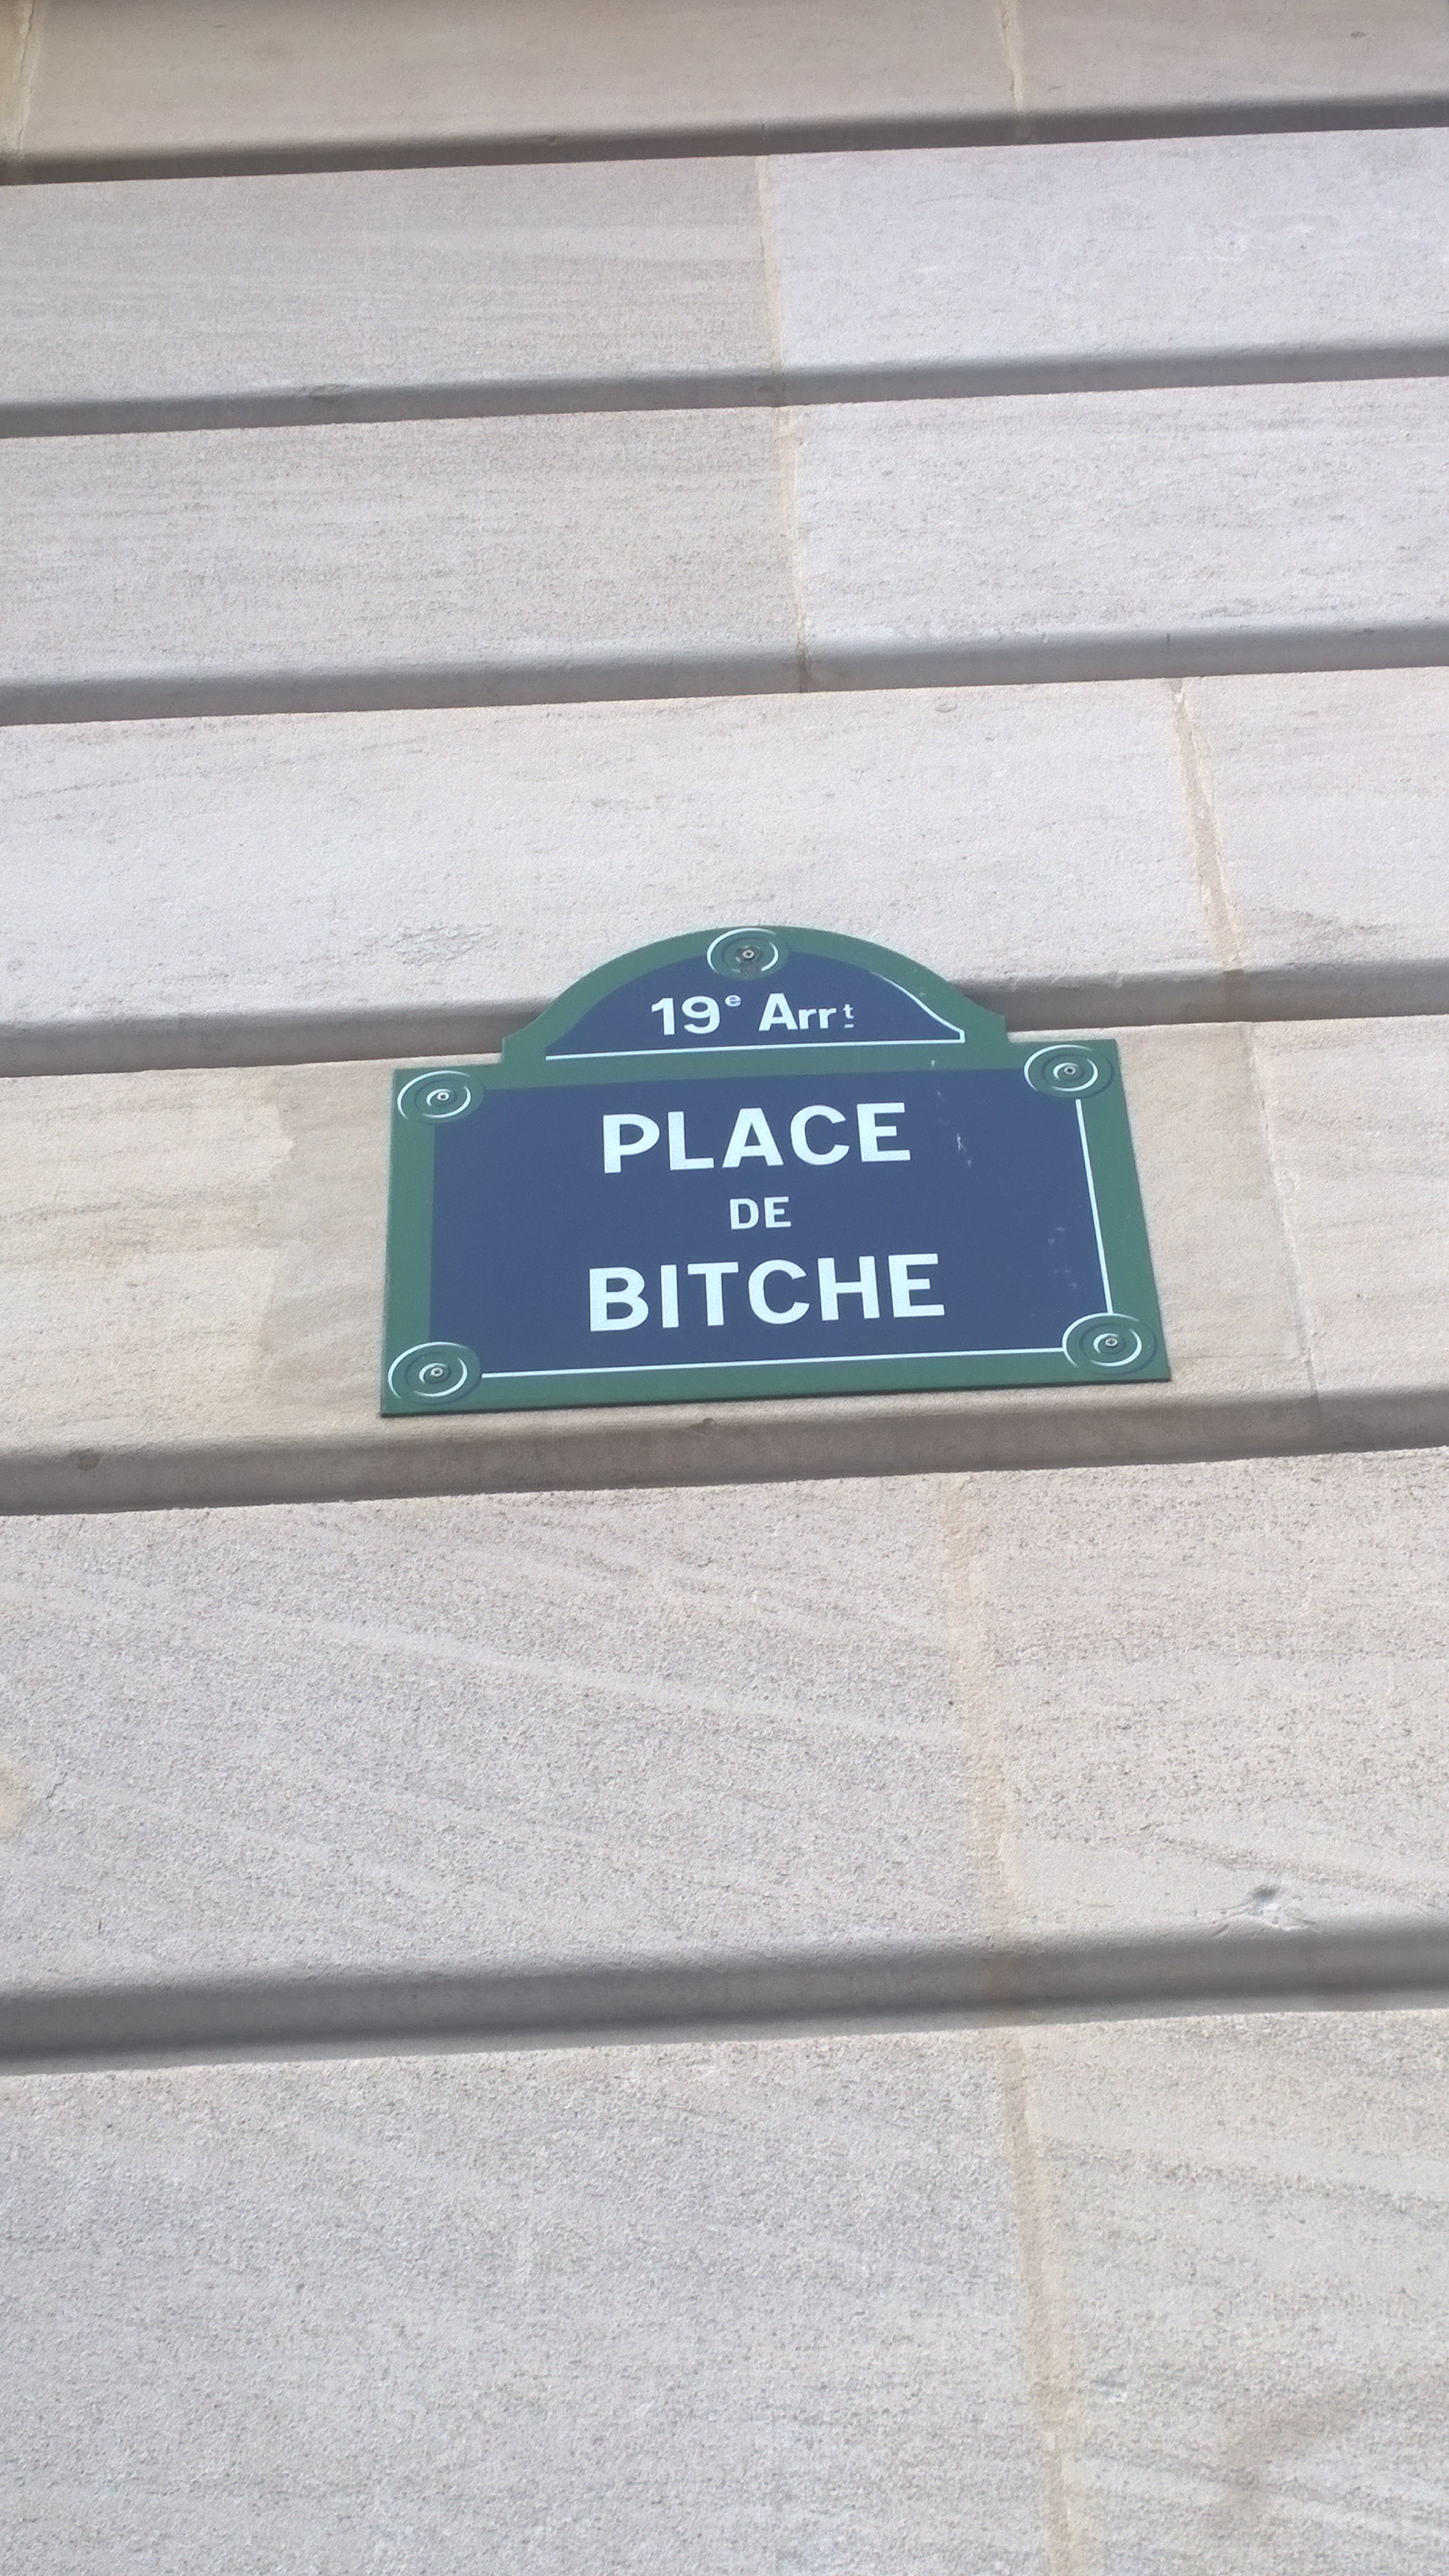 19e Arrt
PLACE
DE
BITCHE